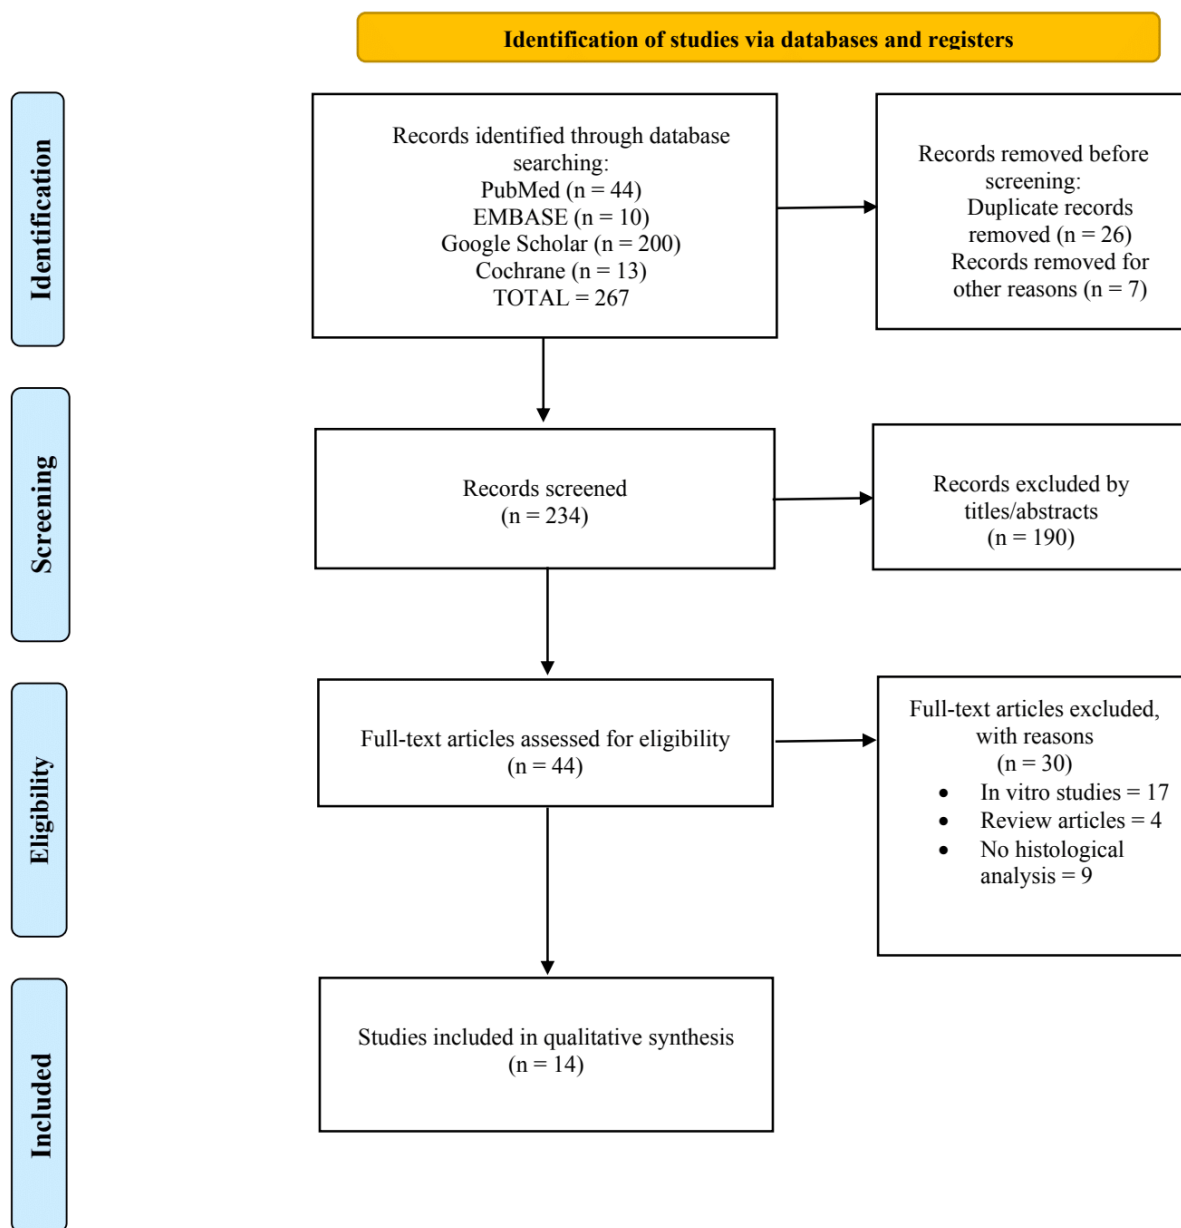 Identification of studies via databases and registers
Identification
Records identified through database
searching:
PubMed (n = 44)
EMBASE (n = 10)
Google Scholar (n = 200)
Cochrane (n = 13)
TOTAL = 267
Records removed before
screening:
Duplicate records
removed (n = 26)
Records removed for
other reasons (n = 7)
Screening
Records screened
(n = 234)
Records excluded by
titles/abstracts
(n = 190)
Eligibility
Full-text articles assessed for eligibility
(n = 44)
Full-text articles excluded,
with reasons
(n = 30)
• In vitro studies = 17
• Review articles = 4
• No histological
analysis = 9
Included
Studies included in qualitative synthesis
(n = 14)